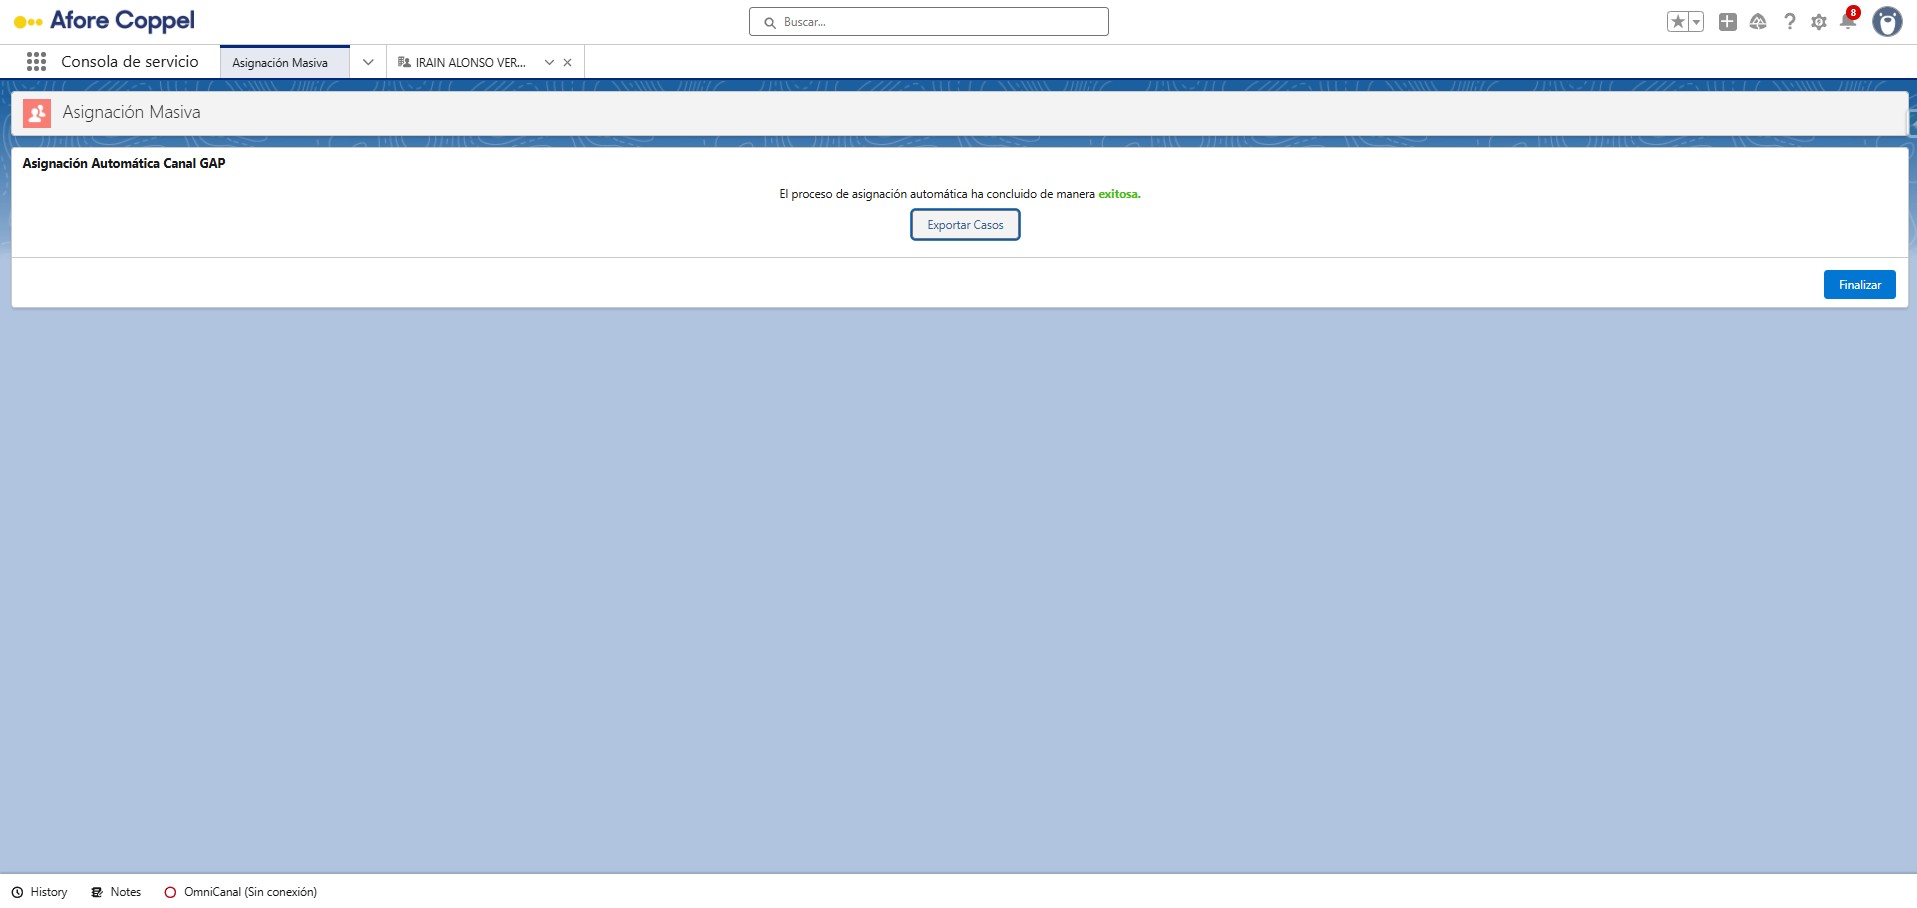 Afore Coppel
Buscar...
8
Consola de servicio
Asignación Masiva
IRAIN ALONSO VER...
Asignación Masiva
Asignación Automática Canal GAP
El proceso de asignación automática ha concluido de manera exitosa.
Exportar Casos
Finalizar
History
Notes
OmniCanal (Sin conexión)